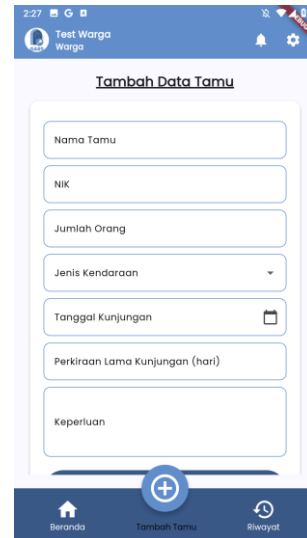 2:27
Test Warga
Warga
Tambah Data Tamu
Nama Tamu
NIK
Jumlah Orang
Jenis Kendaraan
Tanggal Kunjungan
Perkiraan Lama Kunjungan (hari)
Keperluan
Beranda
Tambah Tamu
Riwayat